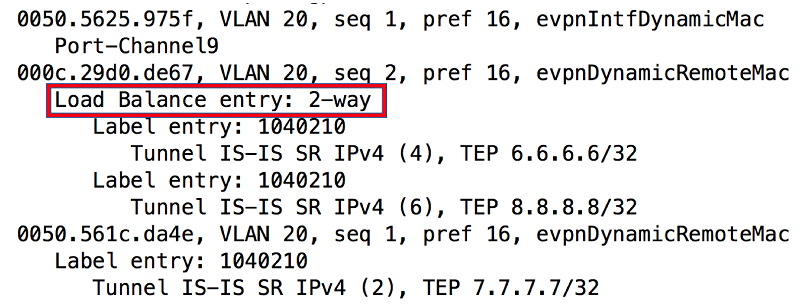 0050.5625.975f, VLAN 20, seq 1, pref 16, evpnIntfDynamicMac
Port-Channel9
000c.29d0.de67, VLAN 20, seq 2, pref 16, evpnDynamicRemoteMac
Load Balance entry: 2-way
Label entry: 1040210
Tunnel IS-IS SR IPv4 (4), TEP 6.6.6.6/32
Label entry: 1040210
Tunnel IS-IS SR IPv4 (6), TEP 8.8.8.8/32
0050.561c.da4e, VLAN 20, seq 1, pref 16, evpnDynamicRemoteMac
Label entry: 1040210
Tunnel IS-IS SR IPv4 (2), TEP 7.7.7.7/32